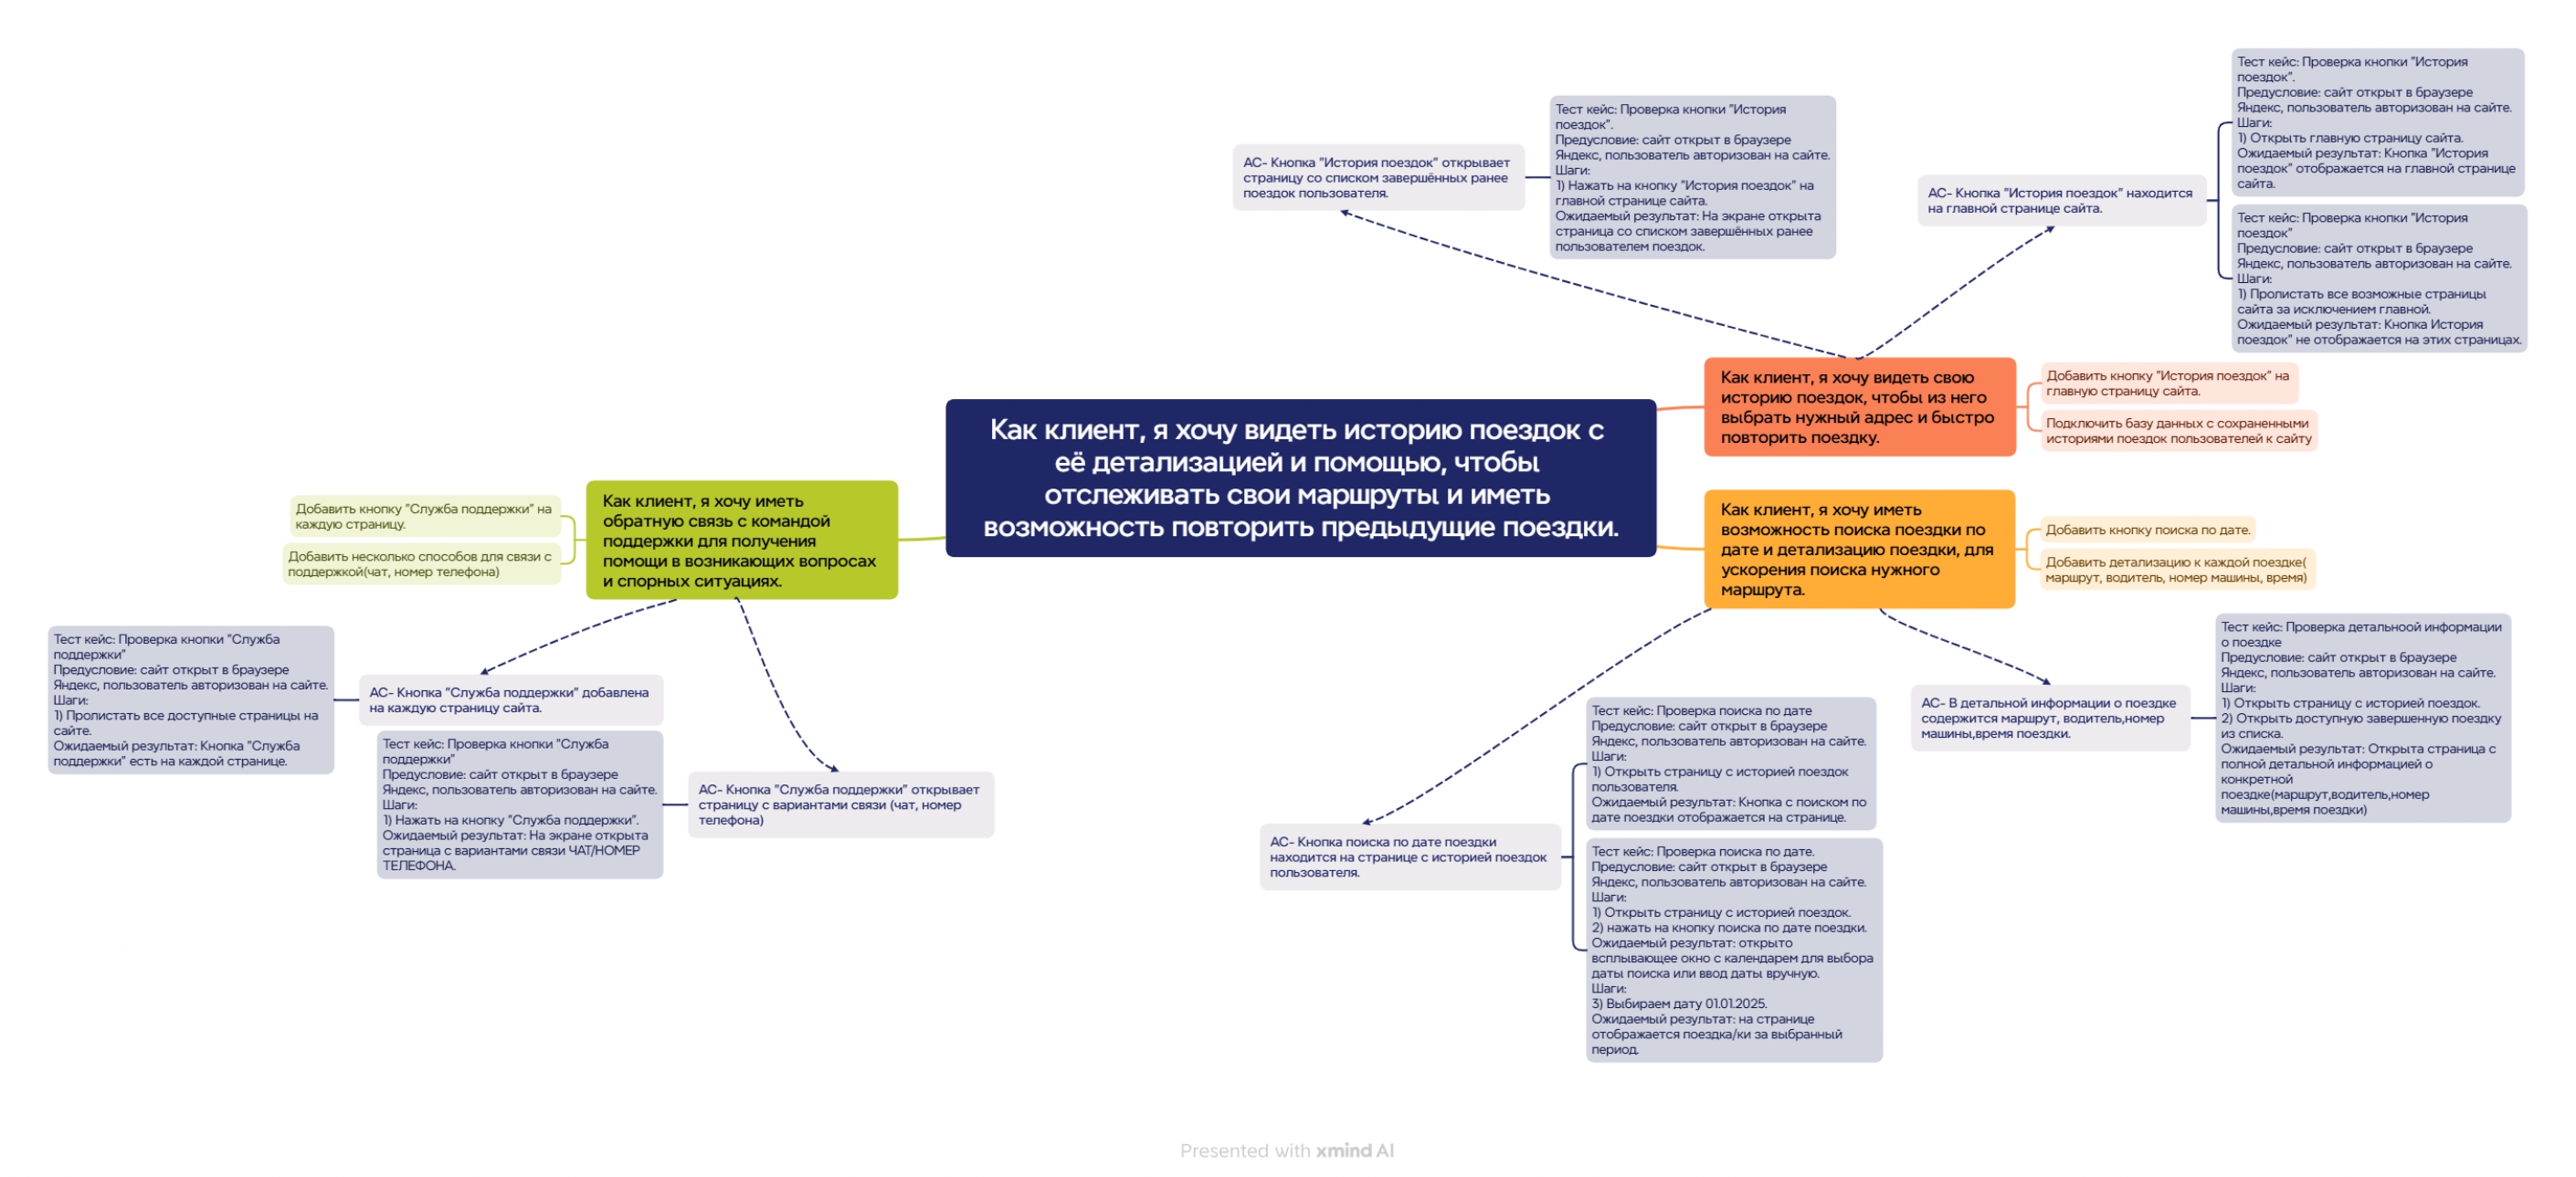 Как клиент, я хочу видеть историю поездок с
её детализацией и помощью, чтобы
отслеживать свои маршруты и иметь
возможность повторить предыдущие поездки.
Как клиент, я хочу видеть свою
историю поездок, чтобы из него
выбрать нужный адрес и быстро
повторить поездку.
Добавить кнопку "История поездок" на
главную страницу сайта.
Подключить базу данных с сохраненными
историями поездок пользователей к сайту
АС- Кнопка "История поездок" открывает
страницу со списком завершённых ранее
поездок пользователя.
Тест кейс: Проверка кнопки "История
поездок".
Предусловие: сайт открыт в браузере
Яндекс, пользователь авторизован на сайте.
Шаги:
1) Нажать на кнопку "История поездок" на
главной странице сайта.
Ожидаемый результат: На экране открыта
страница со списком завершённых ранее
пользователем поездок.
АС- Кнопка "История поездок" находится
на главной странице сайта.
Тест кейс: Проверка кнопки "История
поездок".
Предусловие: сайт открыт в браузере
Яндекс, пользователь авторизован на сайте.
Шаги:
1) Открыть главную страницу сайта.
Ожидаемый результат: Кнопка "История
поездок" отображается на главной странице
сайта.
Тест кейс: Проверка кнопки "История
поездок"
Предусловие: сайт открыт в браузере
Яндекс, пользователь авторизован на сайте.
Шаги:
1) Пролистать все возможные страницы
сайта за исключением главной.
Ожидаемый результат: Кнопка История
поездок" не отображается на этих страницах.
Как клиент, я хочу иметь
возможность поиска поездки по
дате и детализацию поездки, для
ускорения поиска нужного
маршрута.
Добавить кнопку поиска по дате.
Добавить детализацию к каждой поездке(
маршрут, водитель, номер машины, время)
АС- Кнопка поиска по дате поездки
находится на странице с историей поездок
пользователя.
Тест кейс: Проверка поиска по дате
Предусловие: сайт открыт в браузере
Яндекс, пользователь авторизован на сайте.
Шаги:
1) Открыть страницу с историей поездок
пользователя.
Ожидаемый результат: Кнопка с поиском по
дате поездки отображается на странице.
Тест кейс: Проверка поиска по дате.
Предусловие: сайт открыт в браузере
Яндекс, пользователь авторизован на сайте.
Шаги:
1) Открыть страницу с историей поездок.
2) нажать на кнопку поиска по дате поездки.
Ожидаемый результат: открыто
всплывающее окно с календарем для выбора
даты поиска или ввод даты вручную.
Шаги:
3) Выбираем дату 01.01.2025.
Ожидаемый результат: на странице
отображается поездка/ки за выбранный
период.
АС- В детальной информации о поездке
содержится маршрут, водитель,номер
машины,время поездки.
Тест кейс: Проверка детальноой информации
о поездке
Предусловие: сайт открыт в браузере
Яндекс, пользователь авторизован на сайте.
Шаги:
1) Открыть страницу с историей поездок.
2) Открыть доступную завершенную поездку
из списка.
Ожидаемый результат: Открыта страница с
полной детальной информацией о
конкретной
поездке(маршрут,водитель,номер
машины,время поездки)
Как клиент, я хочу иметь
обратную связь с командой
поддержки для получения
помощи в возникающих вопросах
и спорных ситуациях.
Добавить кнопку "Служба поддержки" на
каждую страницу.
Добавить несколько способов для связи с
поддержкой(чат, номер телефона)
АС- Кнопка "Служба поддержки" добавлена
на каждую страницу сайта.
Тест кейс: Проверка кнопки "Служба
поддержки"
Предусловие: сайт открыт в браузере
Яндекс, пользователь авторизован на сайте.
Шаги:
1) Пролистать все доступные страницы на
сайте.
Ожидаемый результат: Кнопка "Служба
поддержки" есть на каждой странице.
АС- Кнопка "Служба поддержки" открывает
страницу с вариантами связи (чат, номер
телефона)
Тест кейс: Проверка кнопки "Служба
поддержки"
Предусловие: сайт открыт в браузере
Яндекс, пользователь авторизован на сайте.
Шаги:
1) Нажать на кнопку "Служба поддержки".
Ожидаемый результат: На экране открыта
страница с вариантами связи ЧАТ/НОМЕР
ТЕЛЕФОНА.
Presented with xmind AI